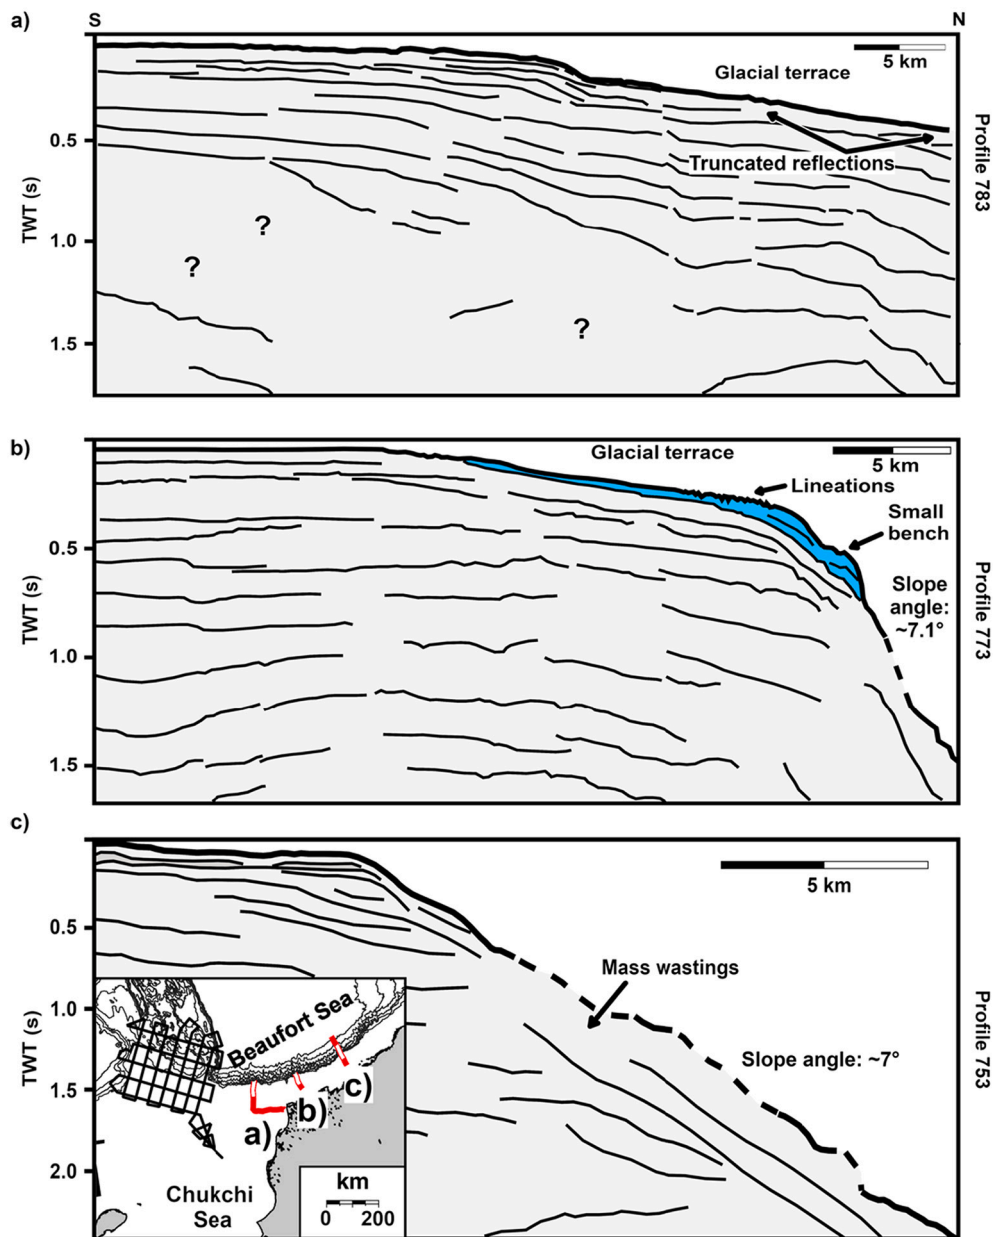 a)
S
N
5 km
Glacial terrace
Truncated reflections
0.5
1.0
1.5
TWT (s)
?
?
?
Profile 783
b)
Glacial terrace
5 km
Lineations
Small
bench
Slope
angle:
~7.1°
0.5
1.0
1.5
TWT (s)
Profile 773
c)
5 km
Mass wastings
Slope angle: ~7°
0.5
1.0
1.5
2.0
TWT (s)
Profile 753
Beaufort Sea
a)
b)
c)
Chukchi
Sea
km
0 200